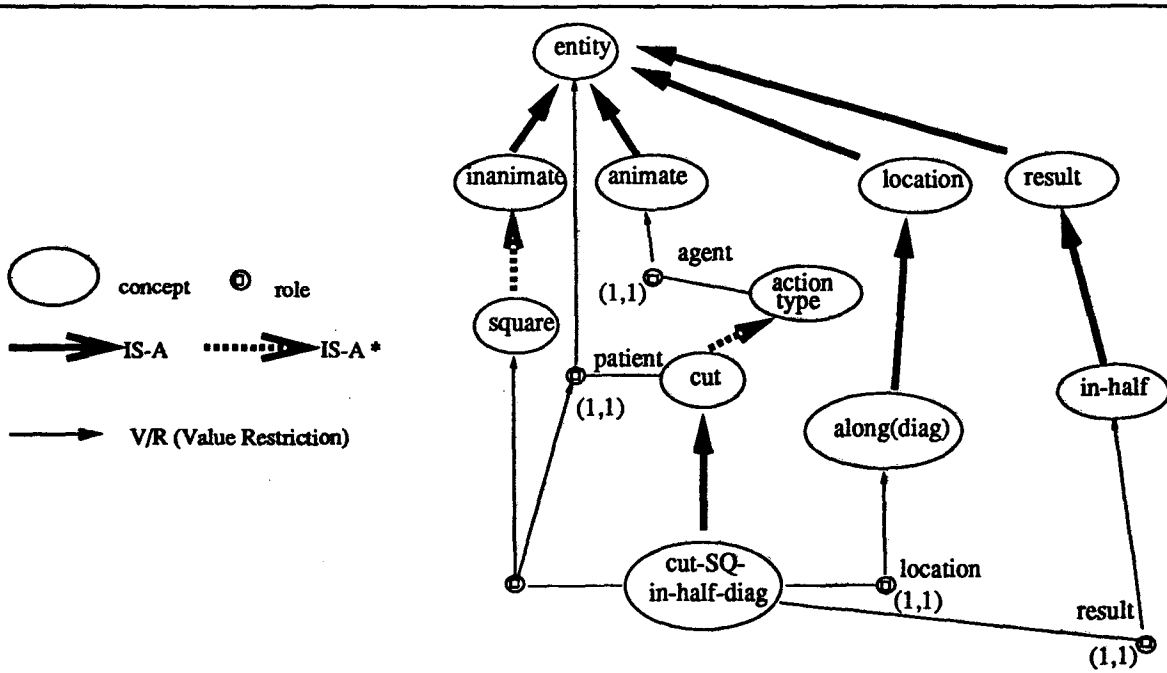 entity
inanimate
animate
location
result
agent
(1,1)
action
type
concept
role
square
IS-A
IS-A *
patient
(1,1)
cut
in-half
along(diag)
V/R (Value Restriction)
cut-SQ-
in-half-diag
location
(1,1)
result
(1,1)